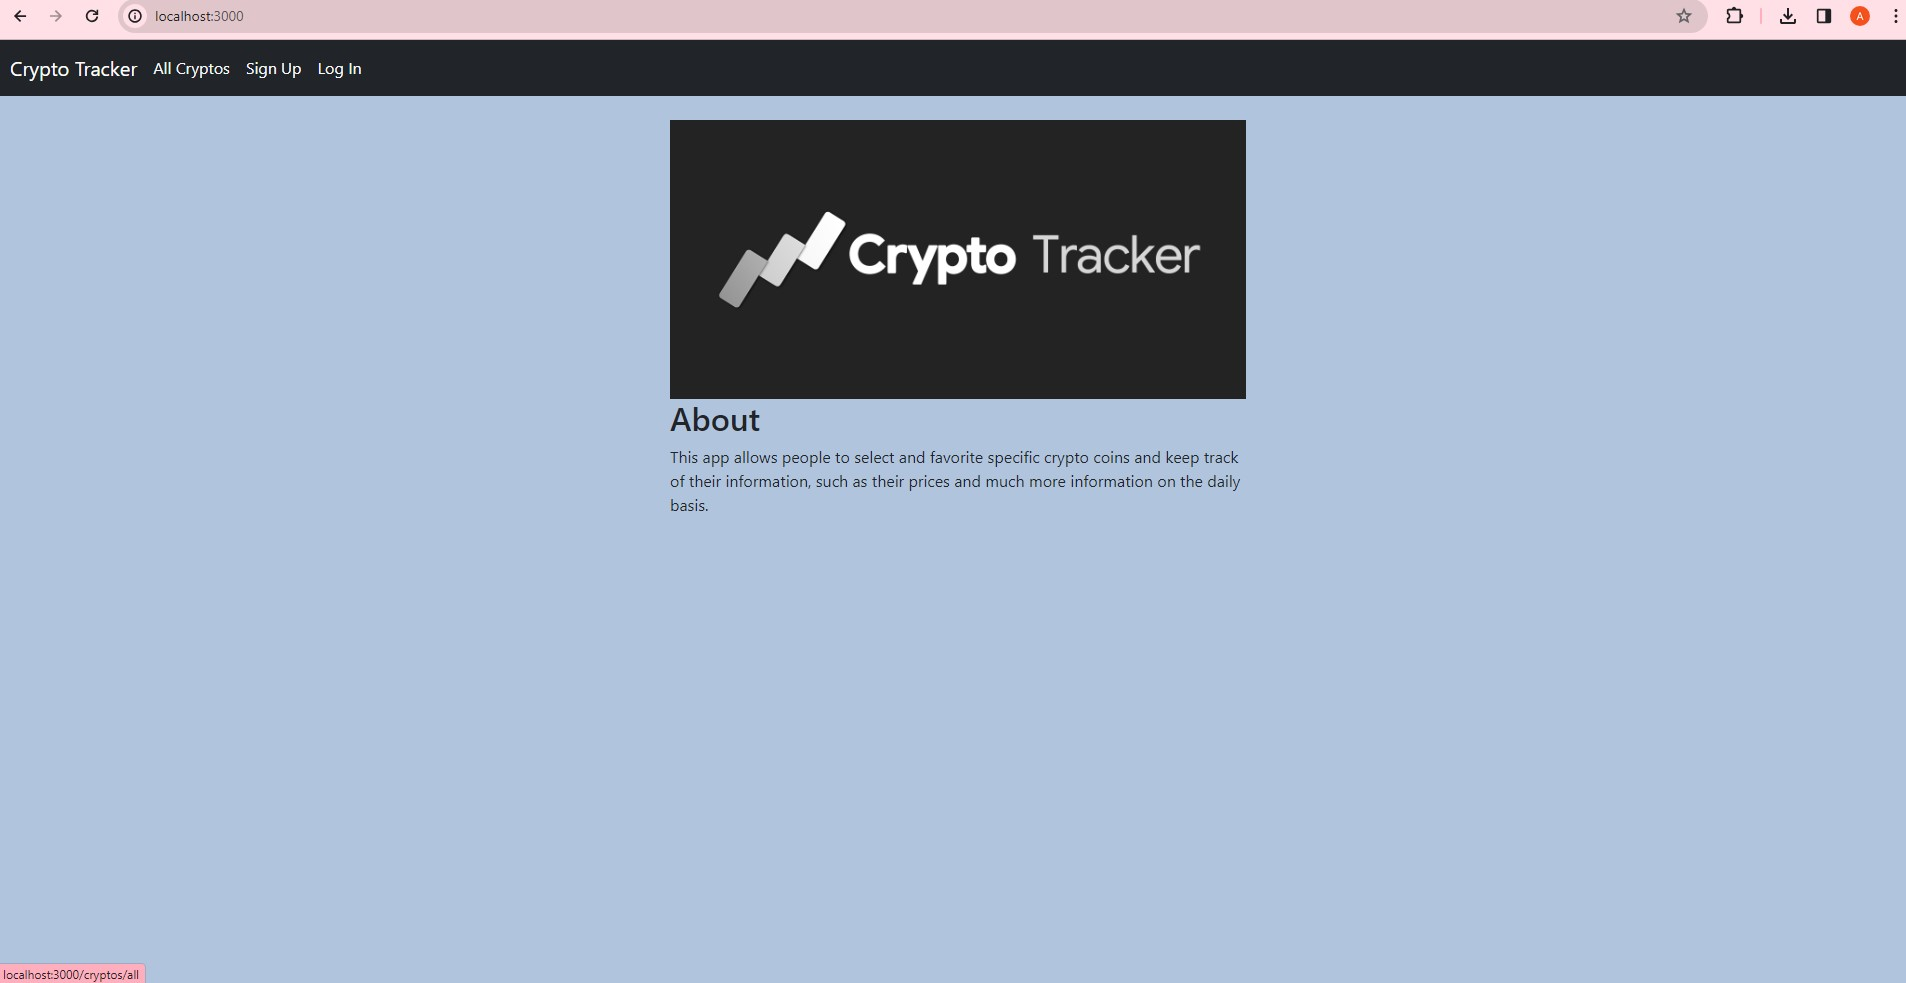 localhost:3000
A
Crypto Tracker All Cryptos Sign Up Log In
Crypto Tracker
About
This app allows people to select and favorite specific crypto coins and keep track
of their information, such as their prices and much more information on the daily
basis.
localhost:3000/cryptos/all